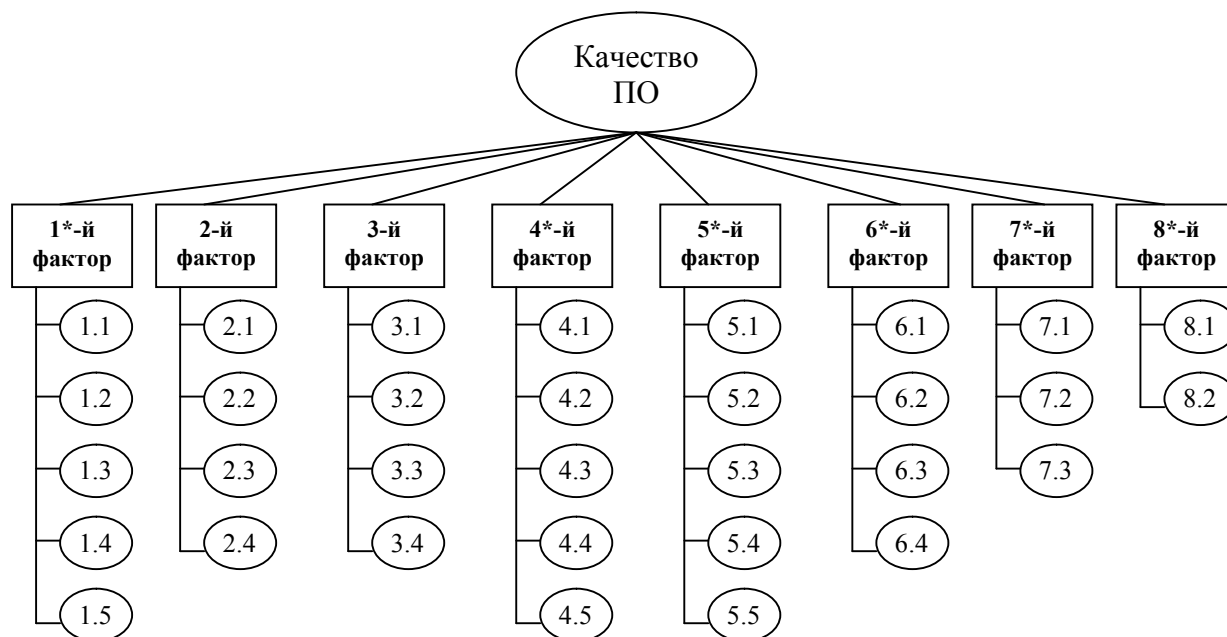 Качество
ПО
1*-й
фактор
2-й
фактор
3-й
фактор
4*-й
фактор
5*-й
фактор
6*-й
фактор
7*-й
фактор
8*-й
фактор
1.1
2.1
3.1
4.1
5.1
6.1
7.1
8.1
1.2
2.2
3.2
4.2
5.2
6.2
7.2
8.2
1.3
2.3
3.3
4.3
5.3
6.3
7.3
1.4
2.4
3.4
4.4
5.4
6.4
1.5
4.5
5.5